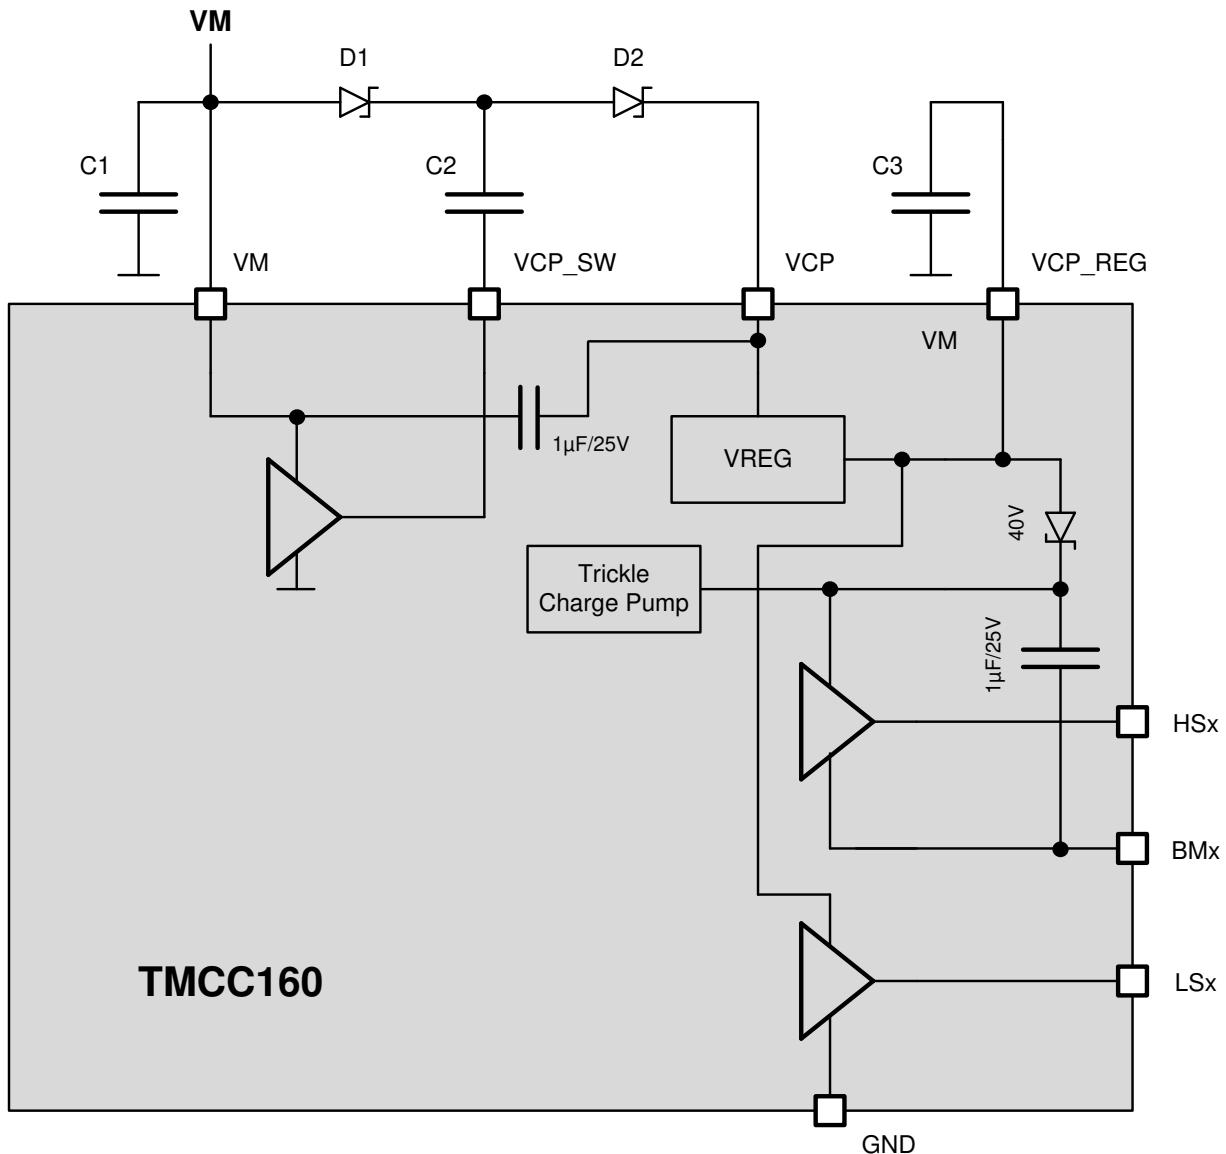 VM
D1
D2
C1
C2
C3
VM
VCP_SW
VCP
VCP_REG
VM
1µF/25V
VREG
40V
Trickle
Charge Pump
1µF/25V
HSx
BMx
TMCC160
LSx
GND